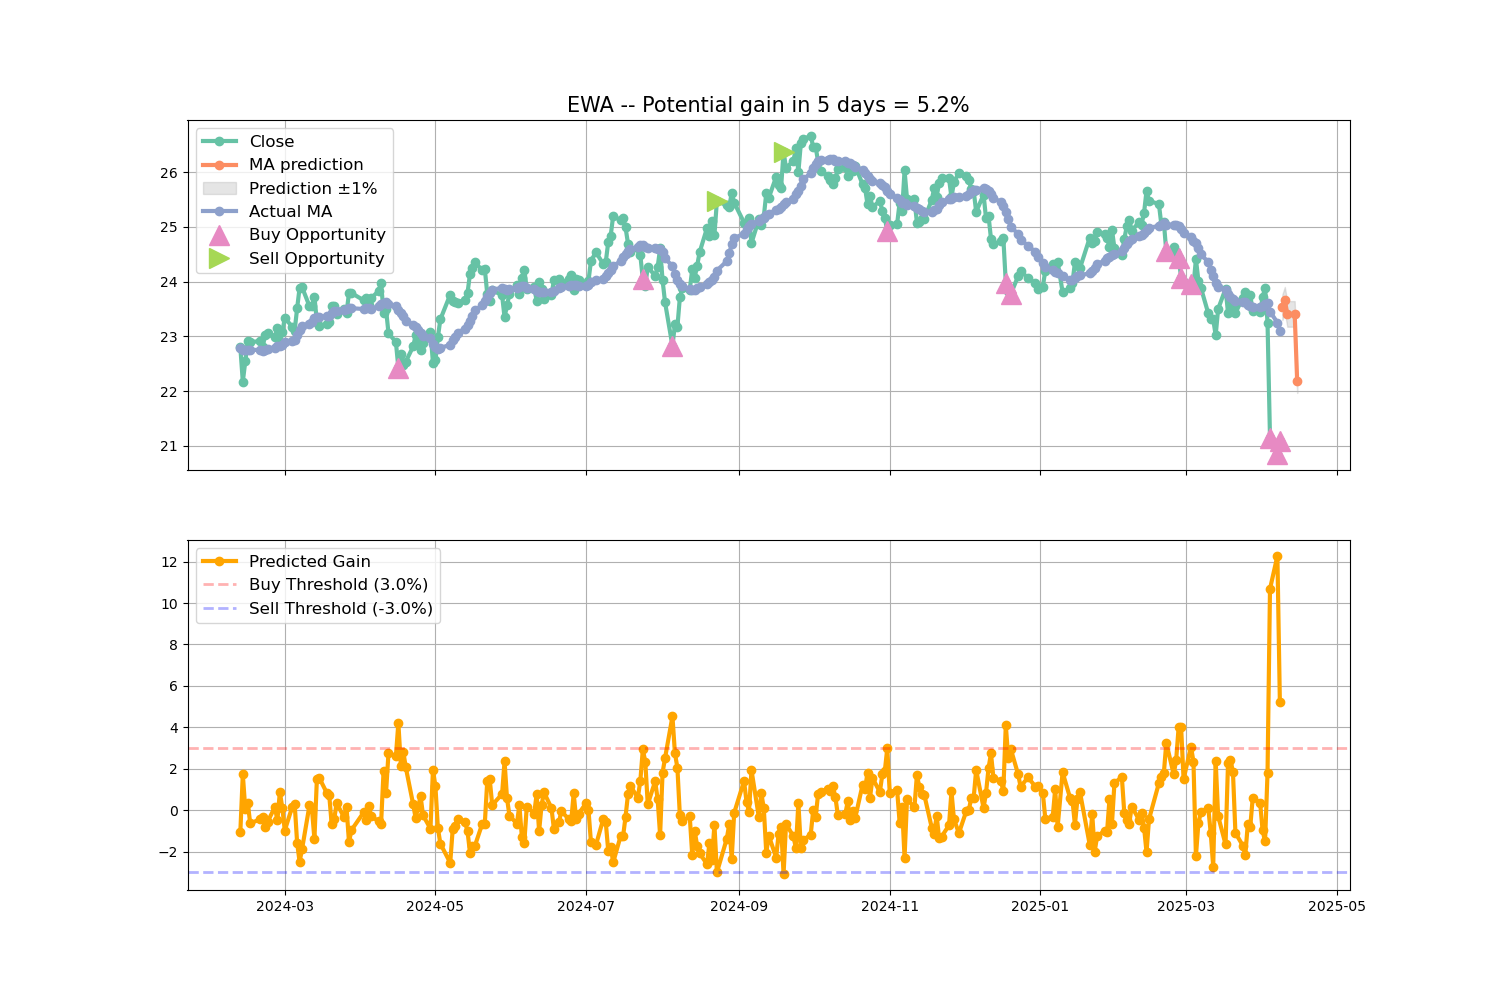 EWA -- Potential gain in 5 days = 5.2%
Close
MA prediction
Prediction ±1%
Actual MA
Buy Opportunity
Sell Opportunity
26
25
24
23
22
21
Predicted Gain
Buy Threshold (3.0%)
Sell Threshold (-3.0%)
12
10
8
6
4
2
0
−2
2024-03
2024-05
2024-07
2024-09
2024-11
2025-01
2025-03
2025-05